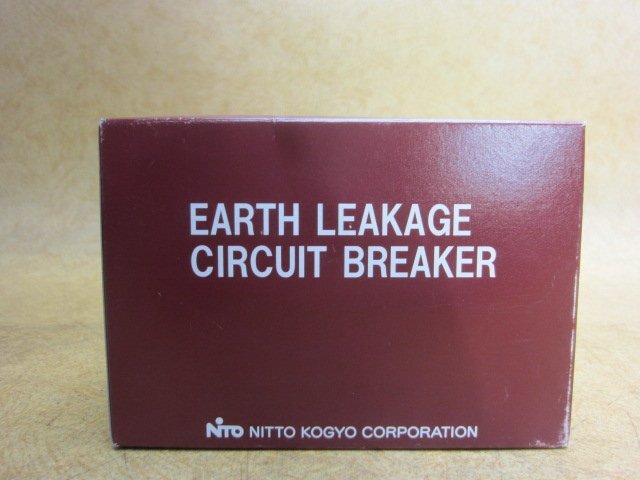 EARTH LEAKAGE
CIRCUIT BREAKER
NITO NITTO KOGYO CORPORATION